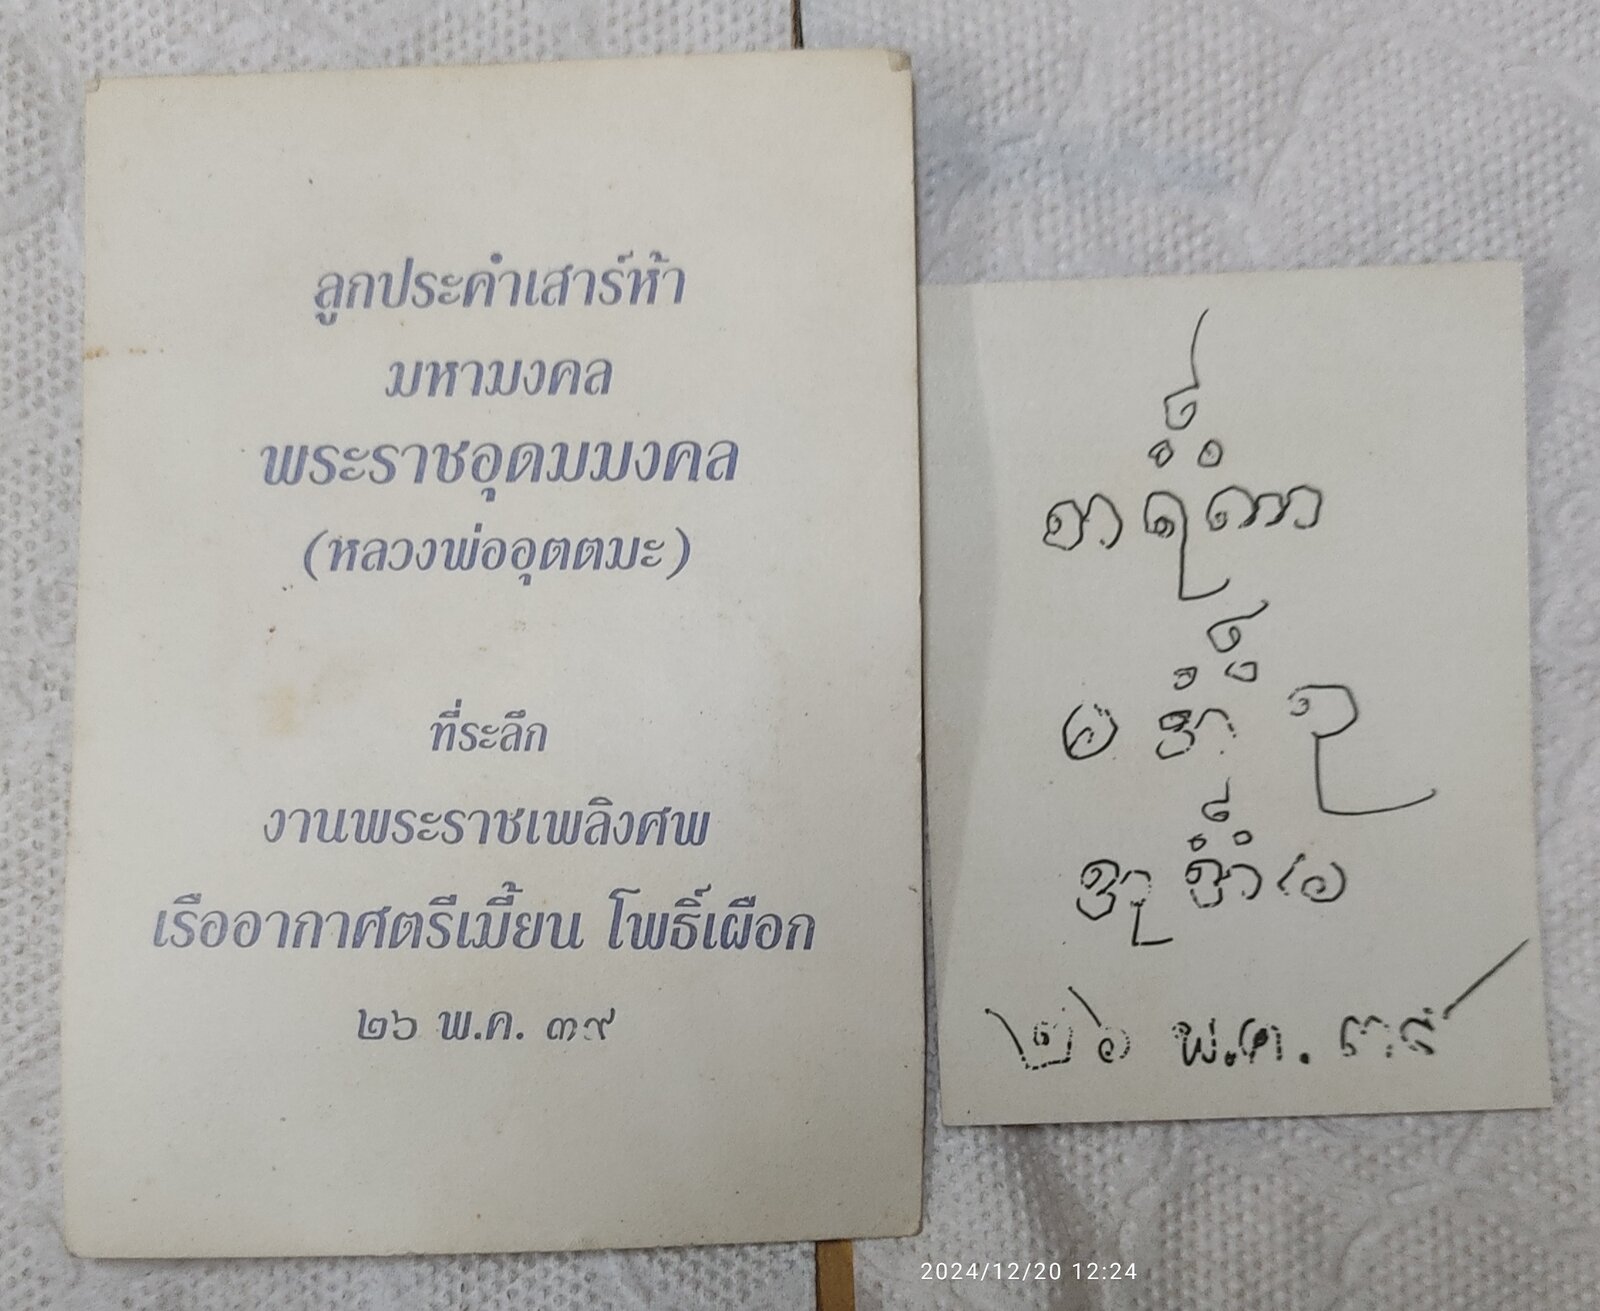 ลูกประคำเสาร์ห้า
มหามงคล
พระราชอุดมมงคล
(หลวงพ่ออุตตมะ)
ที่ระลึก
งานพระราชเพลิงศพ
เรืออากาศตรีเมี้ยน โพธิ์เผือก
๒๖ พ.ค. ๓๙
๒๖ พ.ค. ๓๙
2024/12/20 12:24